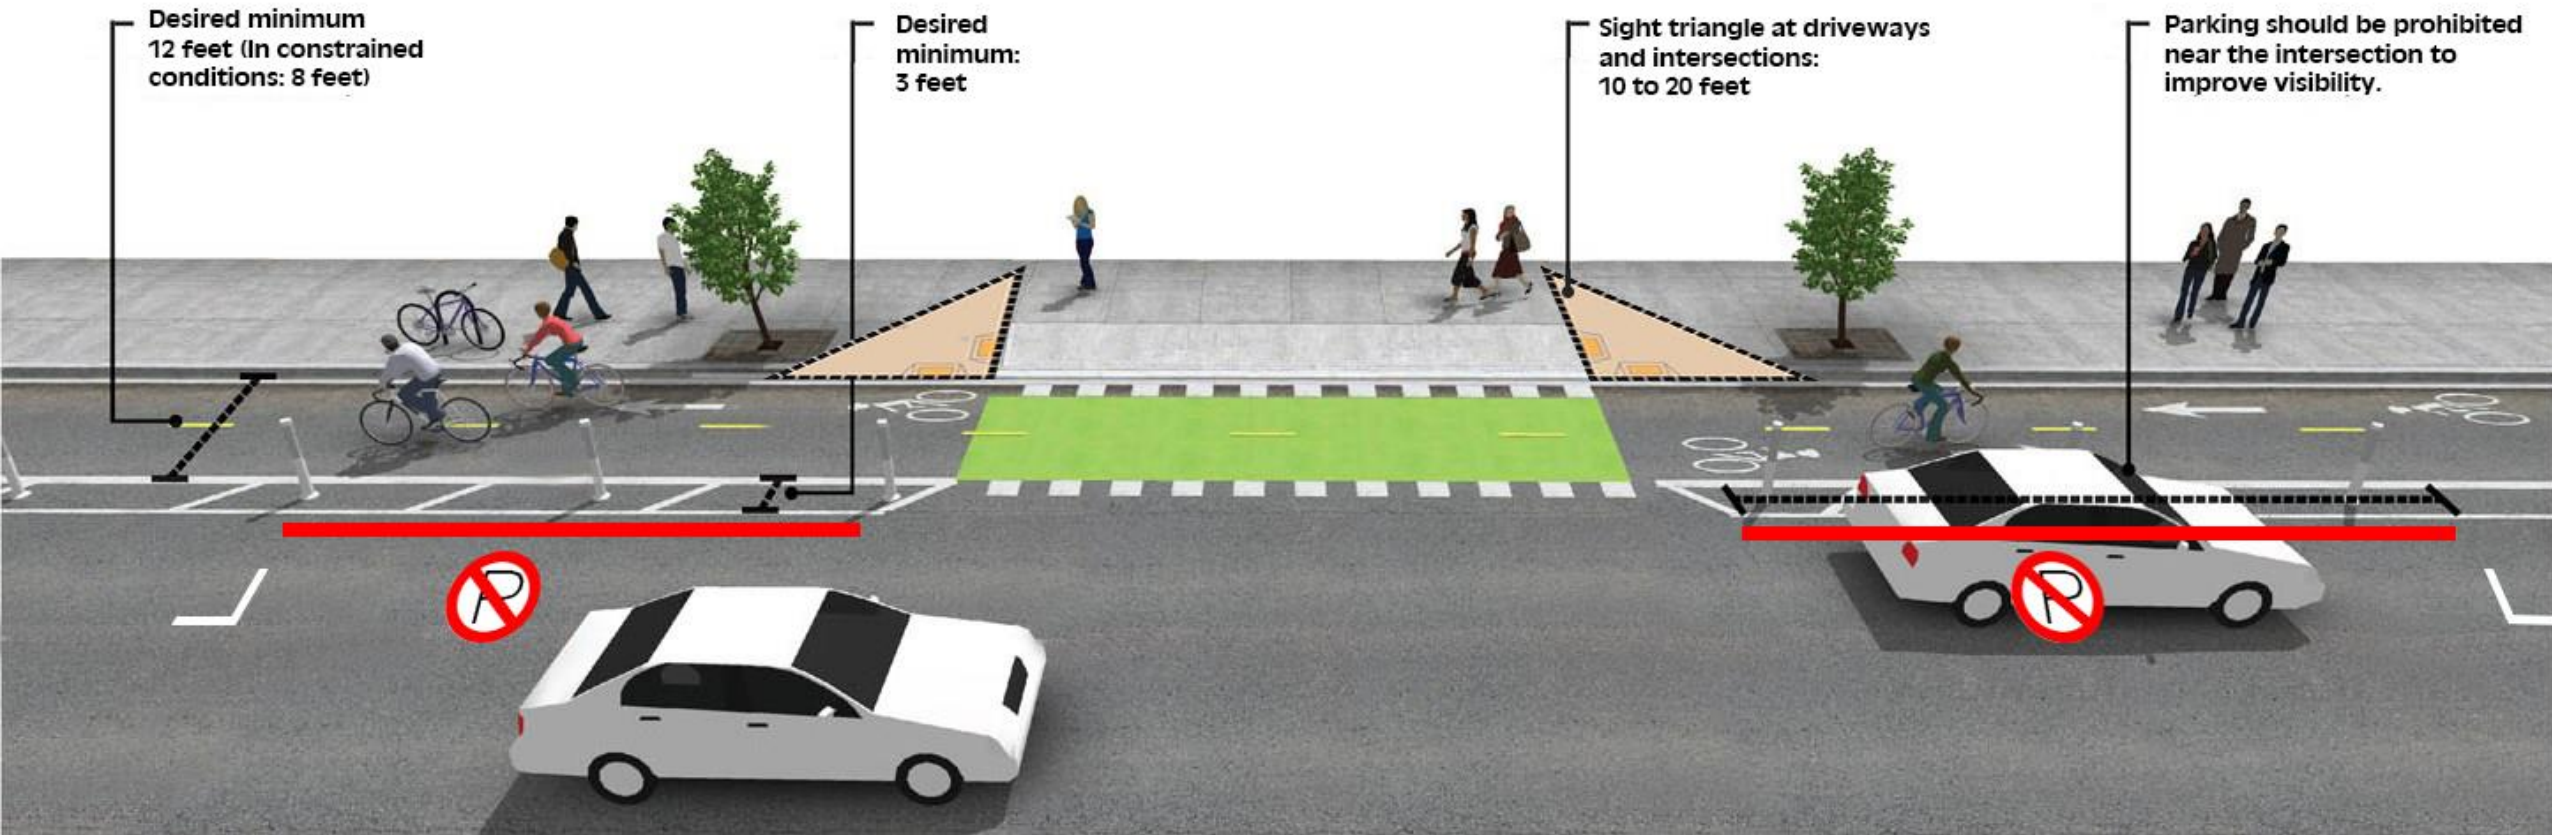 Desired minimum
12 feet (In constrained
conditions: 8 feet)
Desired
minimum:
3 feet
Sight triangle at driveways
and intersections:
10 to 20 feet
Parking should be prohibited
near the intersection to
improve visibility.
P
P